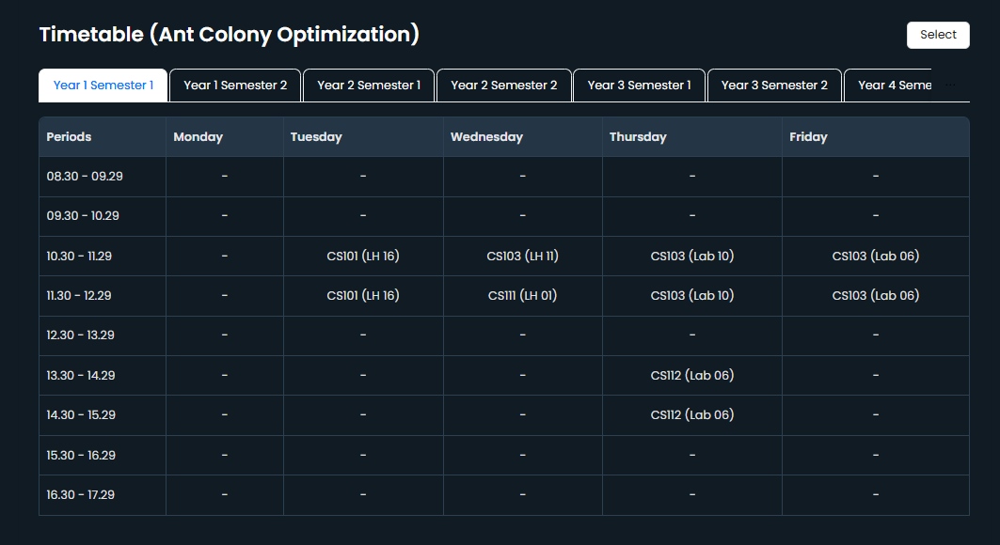 Timetable (Ant Colony Optimization)
Select
Year 1 Semester 1 Year 1 Semester 2 Year 2 Semester 1 Year 2 Semester 2 Year 3 Semester 1 Year 3 Semester 2 Year 4 Seme ...
Periods Monday Tuesday Wednesday Thursday Friday
08.30 - 09.29 - - - - -
09.30 - 10.29 - - - - -
10.30 - 11.29 - CS101 (LH 16) CS103 (LH 11) CS103 (Lab 10) CS103 (Lab 06)
11.30 - 12.29 - CS101 (LH 16) CS111 (LH 01) CS103 (Lab 10) CS103 (Lab 06)
12.30 - 13.29 - - - - -
13.30 - 14.29 - - - CS112 (Lab 06) -
14.30 - 15.29 - - - CS112 (Lab 06) -
15.30 - 16.29 - - - - -
16.30 - 17.29 - - - - -